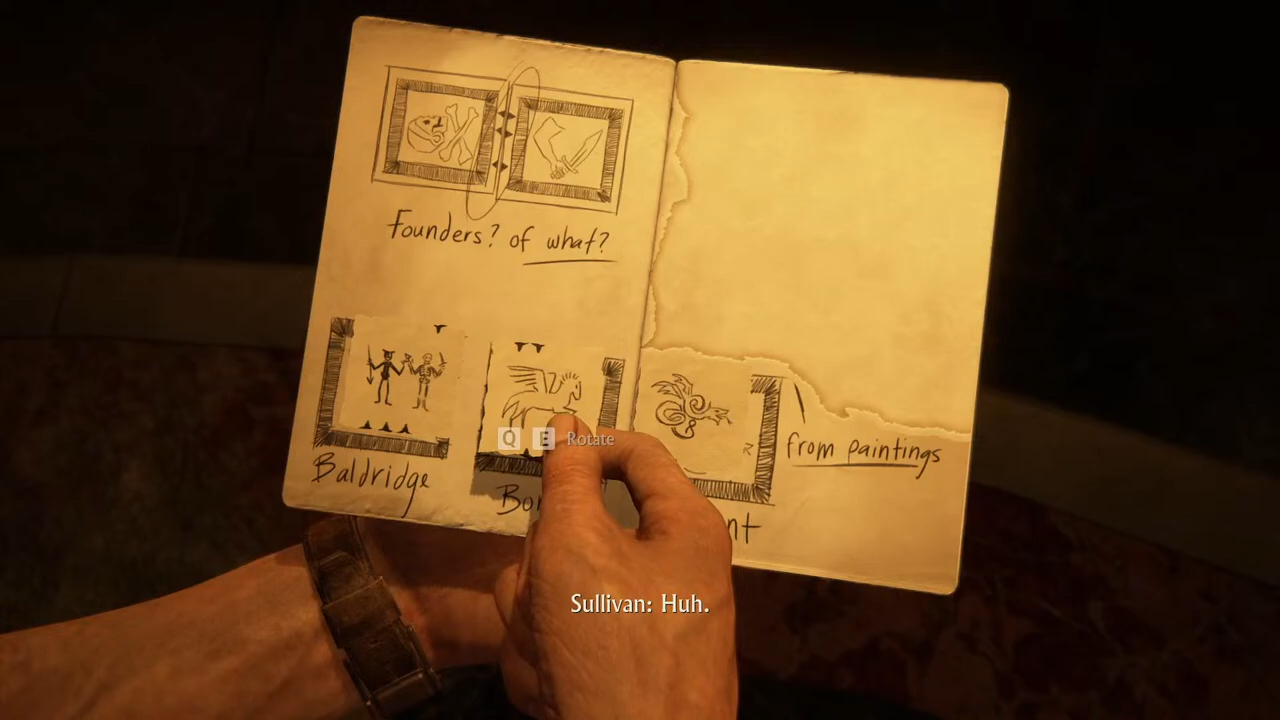 Founders? of what?
from paintings
Baldridge
Q E Rotate
Sullivan: Huh.